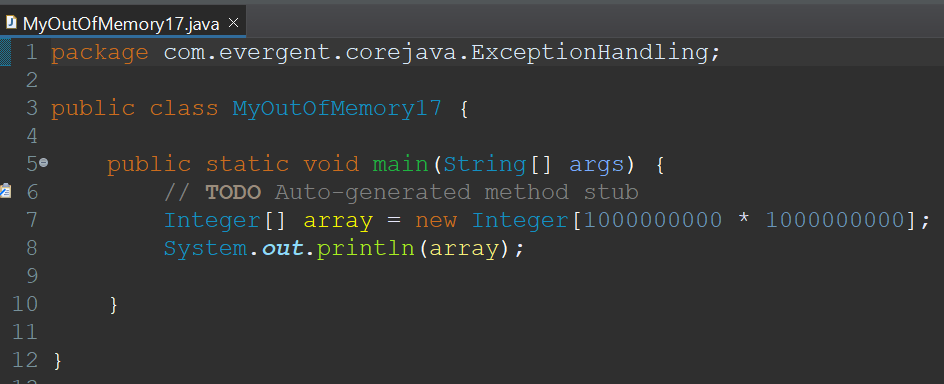 MyOutOfMemory17.java
1 package com.evergent.corejava.ExceptionHandling;
2
3 public class MyOutOfMemory17 {
4
5 public static void main(String[] args) {
6 // TODO Auto-generated method stub
7 Integer[] array = new Integer[1000000000 * 1000000000];
8 System.out.println(array);
9
10 }
11
12 }